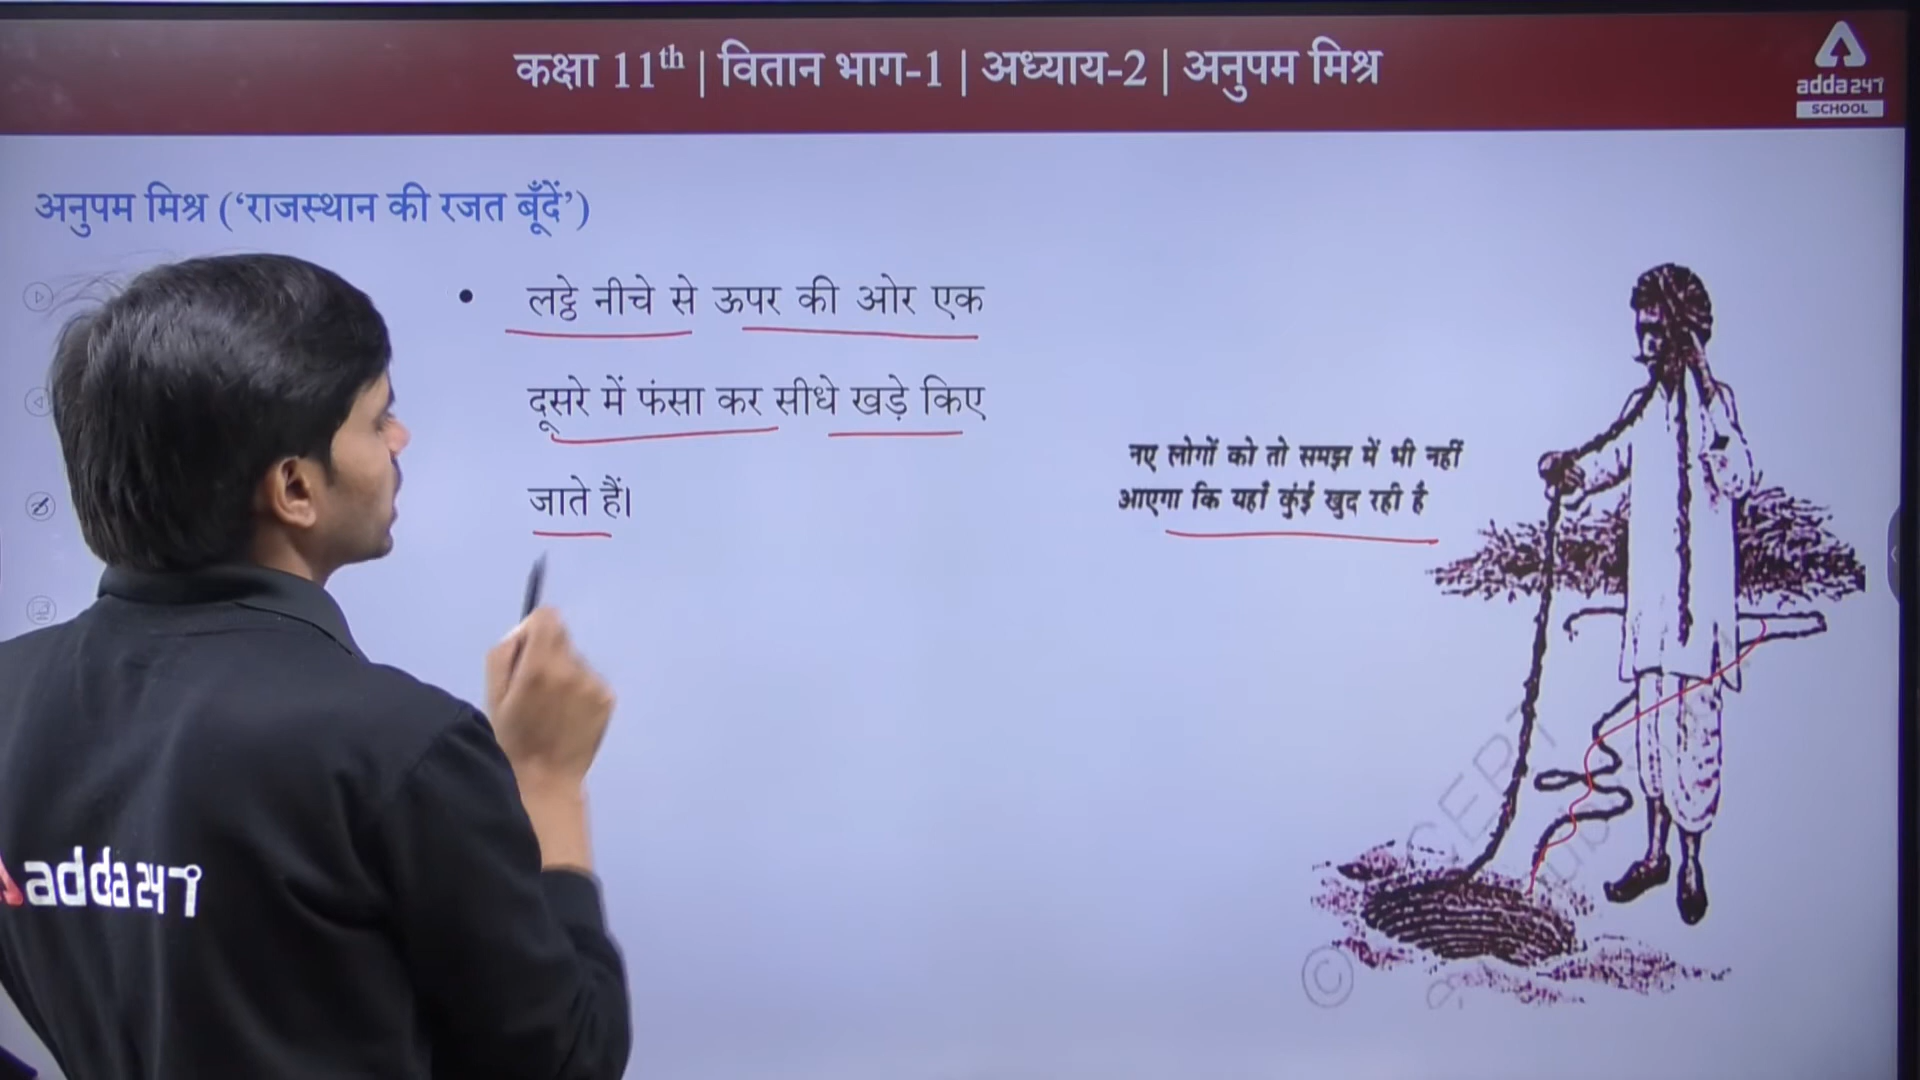 कक्षा 11th | वितान भाग-1 | अध्याय-2 | अनुपम मिश्र
adda247
SCHOOL
अनुपम मिश्र (‘राजस्थान की रजत बूँदें’)
• लट्ठे नीचे से ऊपर की ओर एक
दूसरे में फंसा कर सीधे खड़े किए
जाते हैं।
नए लोगों को तो समझ में भी नहीं
आएगा कि यहाँ कुंई खुद रही है
adda247